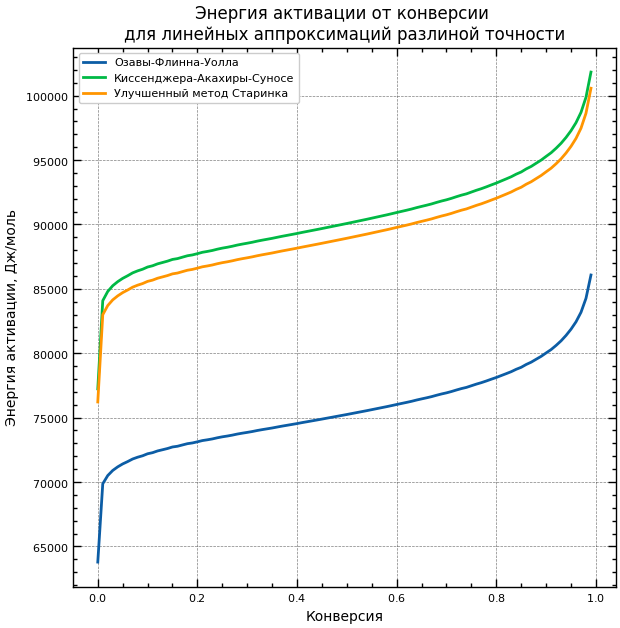 Энергия активации от конверсии
для линейных аппроксимаций разлиной точности
Озавы-Флинна-Уолла
Киссенджера-Акахиры-Суносе
Улучшенный метод Старинка
Энергия активации, Дж/моль
100000
95000
90000
85000
80000
75000
70000
65000
0.0 0.2 0.4 0.6 0.8 1.0
Конверсия